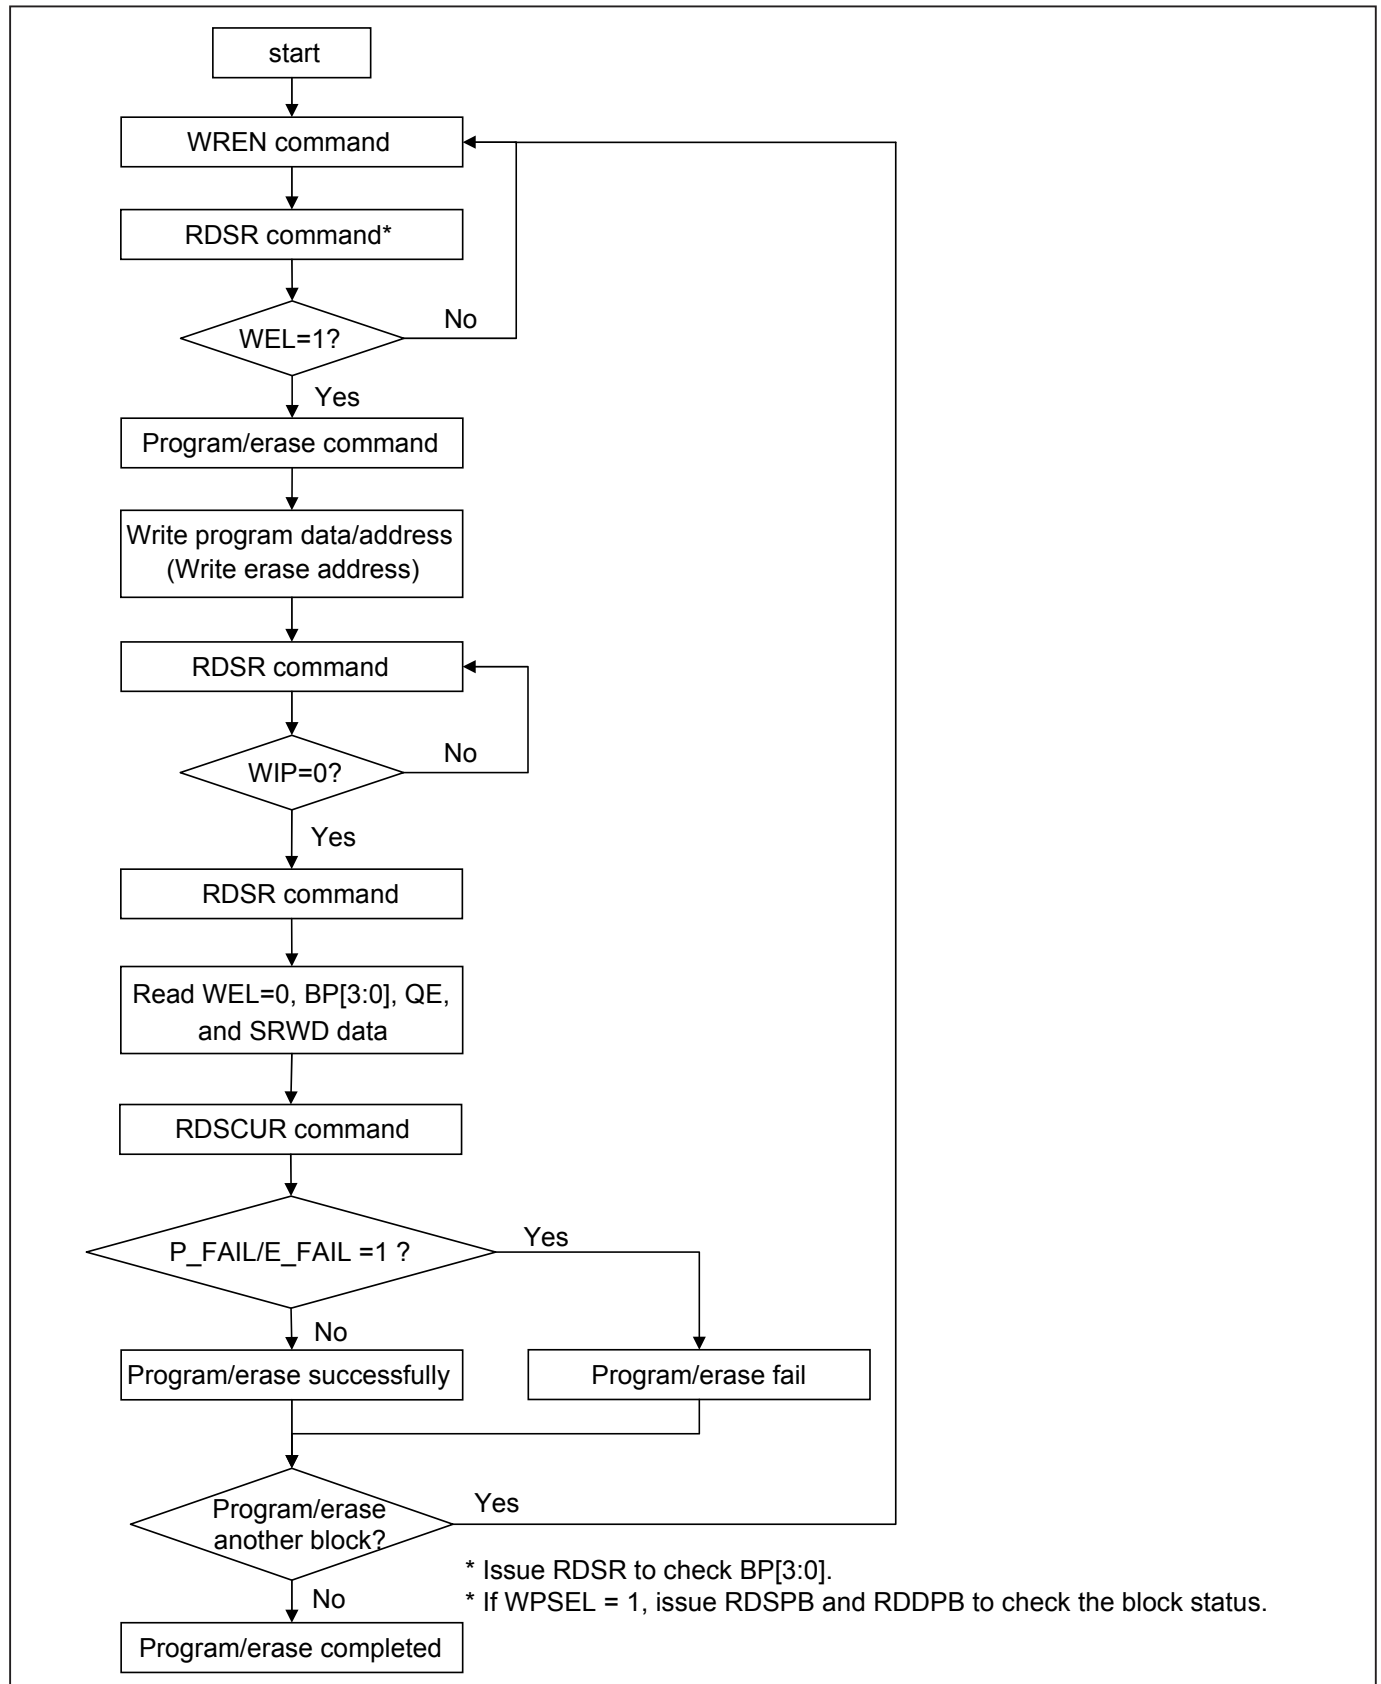 start
WREN command
RDSR command*
WEL=1?
No
Yes
Program/erase command
Write program data/address
(Write erase address)
RDSR command
WIP=0?
No
Yes
RDSR command
Read WEL=0, BP[3:0], QE,
and SRWD data
RDSCUR command
P_FAIL/E_FAIL =1 ?
Yes
No
Program/erase successfully
Program/erase fail
Program/erase
another block?
Yes
* Issue RDSR to check BP[3:0].
* If WPSEL = 1, issue RDSPB and RDDPB to check the block status.
No
Program/erase completed